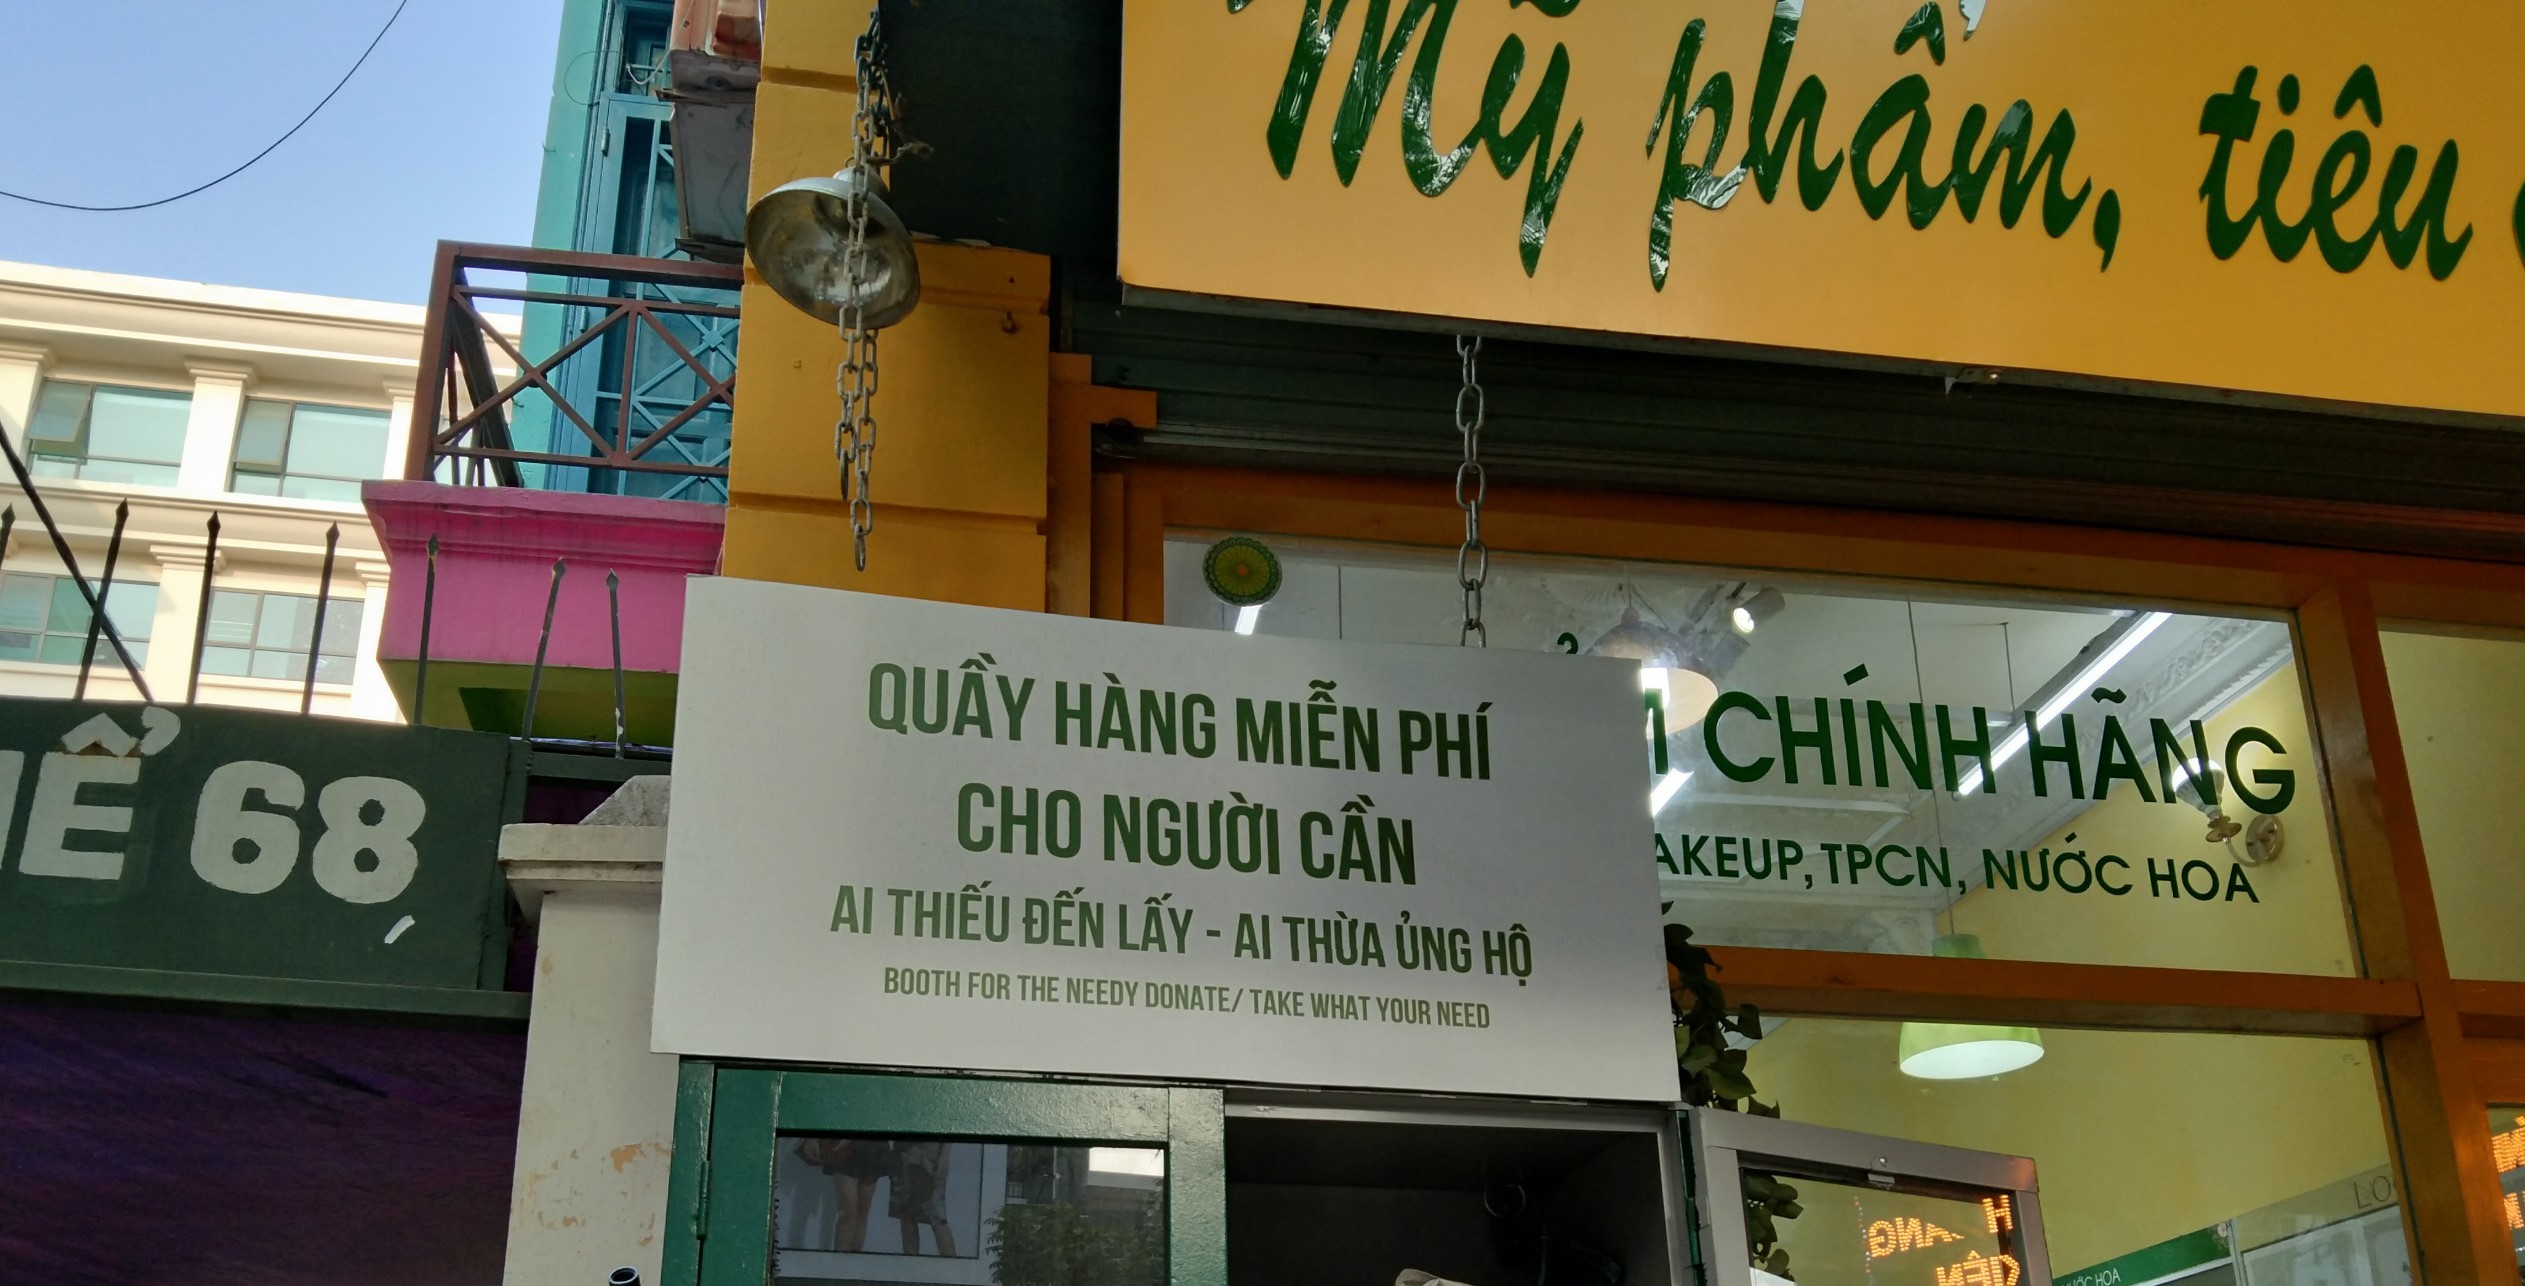 Mỹ phẩm, tiêu
QUẦY HÀNG MIỄN PHÍ
CHO NGƯỜI CẦN
AI THIẾU ĐẾN LẤY - AI THỪA ỦNG HỘ
BOOTH FOR THE NEEDY DONATE/ TAKE WHAT YOUR NEED
CHÍNH HÃNG
AKEUP, TPCN, NƯỚC HOA
68